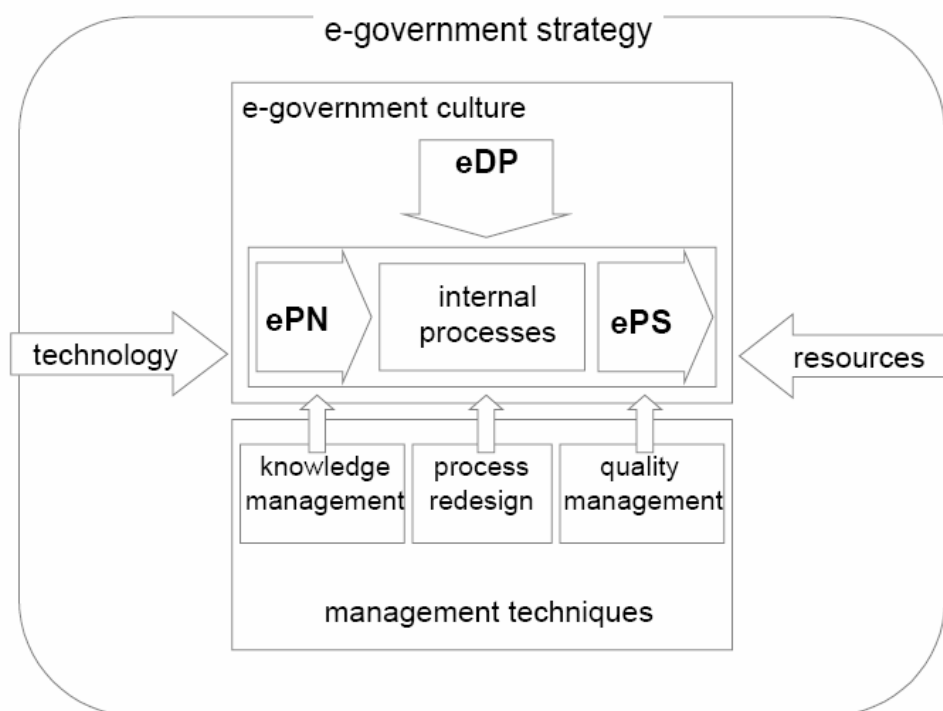 e-government strategy
e-government culture
eDP
ePN
internal
processes
ePS
technology
resources
knowledge
management
process
redesign
quality
management
management techniques